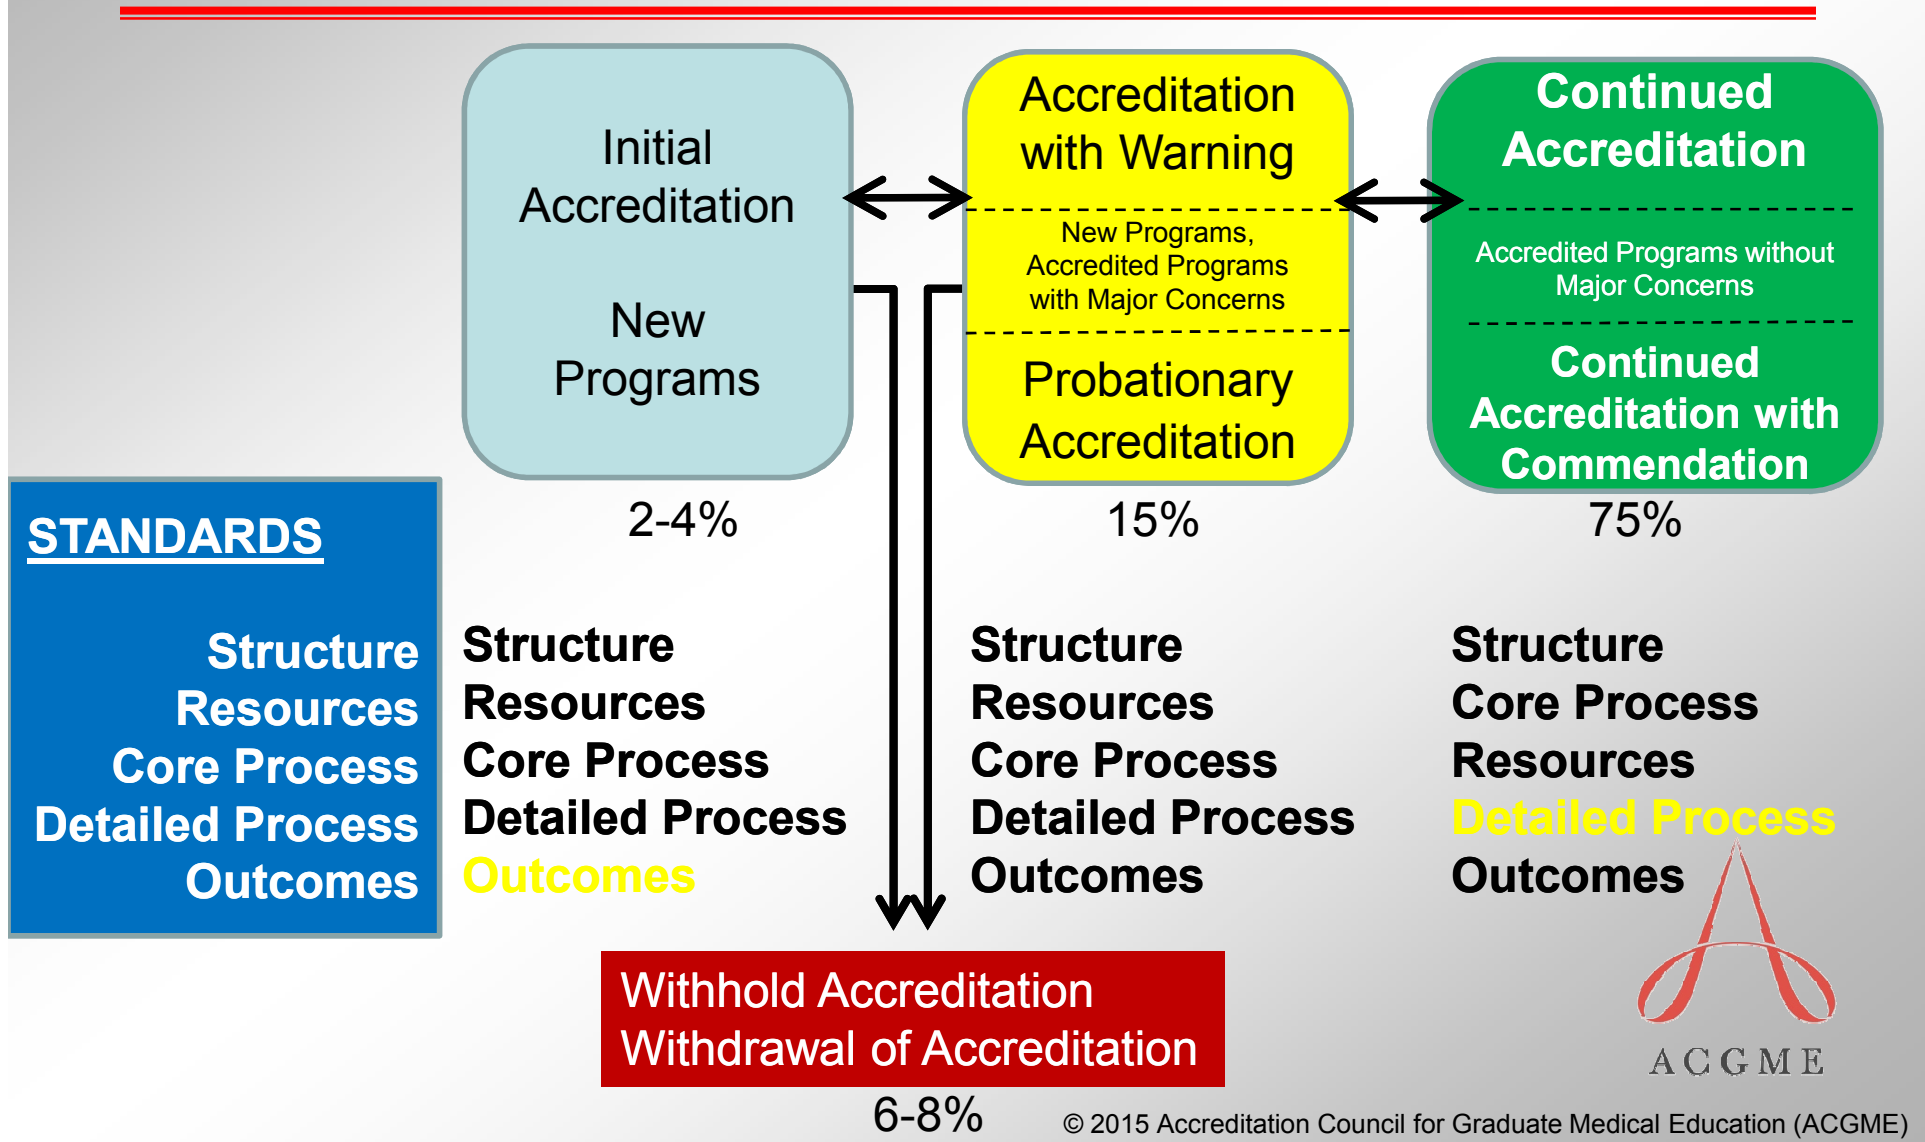 Initial
Accreditation
New
Programs
2-4%
Accreditation
with Warning
New Programs,
Accredited Programs
with Major Concerns
Probationary
Accreditation
15%
Continued
Accreditation
Accredited Programs without
Major Concerns
Continued
Accreditation with
Commendation
75%
STANDARDS
Structure
Resources
Core Process
Detailed Process
Outcomes
Structure
Resources
Core Process
Detailed Process
Outcomes
Structure
Resources
Core Process
Detailed Process
Outcomes
Structure
Core Process
Resources
Detailed Process
Outcomes
Withhold Accreditation
Withdrawal of Accreditation
6-8%
ACGME
© 2015 Accreditation Council for Graduate Medical Education (ACGME)